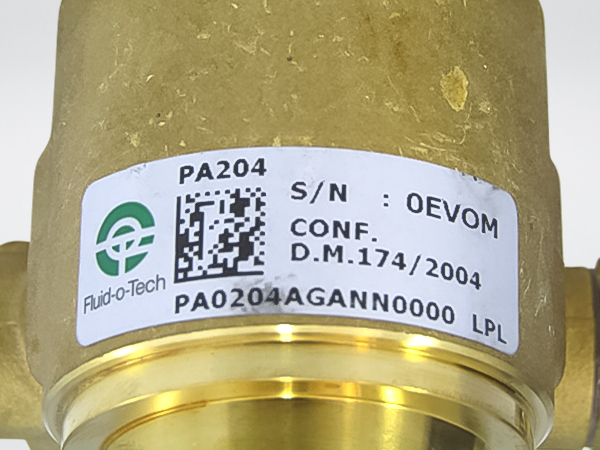 PA204
S/N : 0EVOM
CONF.
D.M.174/2004
Fluid-o-Tech
PA0204AGANN0000 LPL